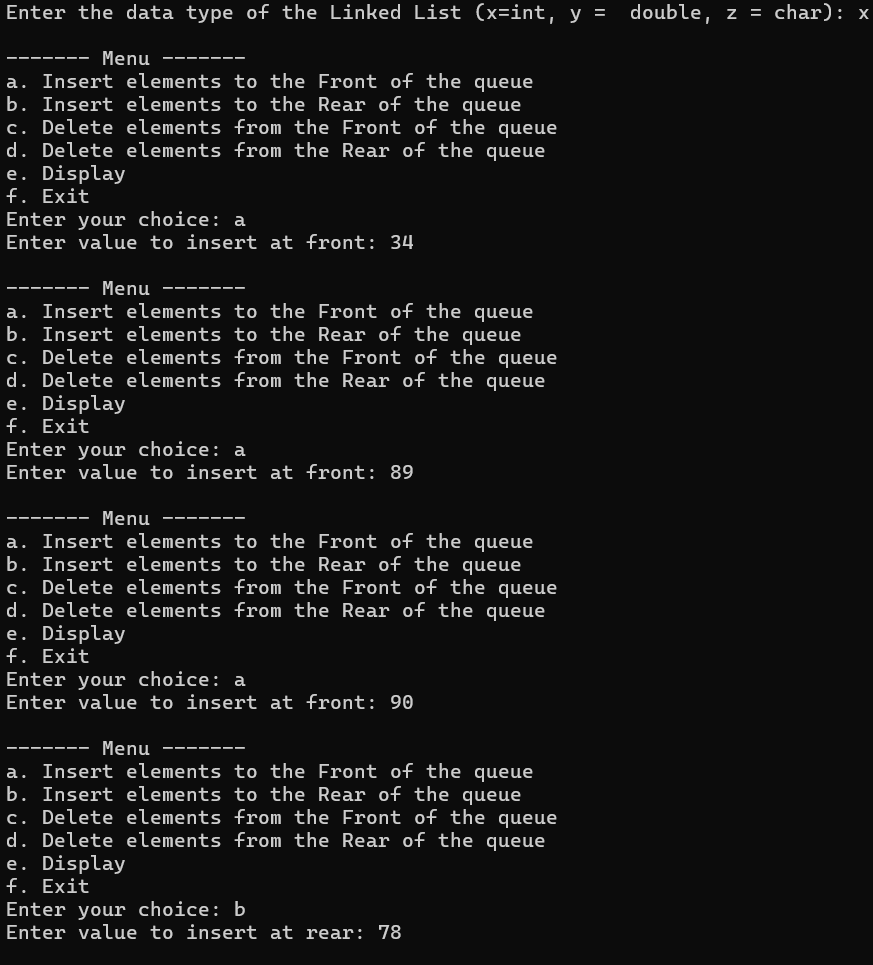 Enter the data type of the Linked List (x=int, y =  double, z = char): x
------- Menu -------
a. Insert elements to the Front of the queue
b. Insert elements to the Rear of the queue
c. Delete elements from the Front of the queue
d. Delete elements from the Rear of the queue
e. Display
f. Exit
Enter your choice: a
Enter value to insert at front: 34
------- Menu -------
a. Insert elements to the Front of the queue
b. Insert elements to the Rear of the queue
c. Delete elements from the Front of the queue
d. Delete elements from the Rear of the queue
e. Display
f. Exit
Enter your choice: a
Enter value to insert at front: 89
------- Menu -------
a. Insert elements to the Front of the queue
b. Insert elements to the Rear of the queue
c. Delete elements from the Front of the queue
d. Delete elements from the Rear of the queue
e. Display
f. Exit
Enter your choice: a
Enter value to insert at front: 90
------- Menu -------
a. Insert elements to the Front of the queue
b. Insert elements to the Rear of the queue
c. Delete elements from the Front of the queue
d. Delete elements from the Rear of the queue
e. Display
f. Exit
Enter your choice: b
Enter value to insert at rear: 78